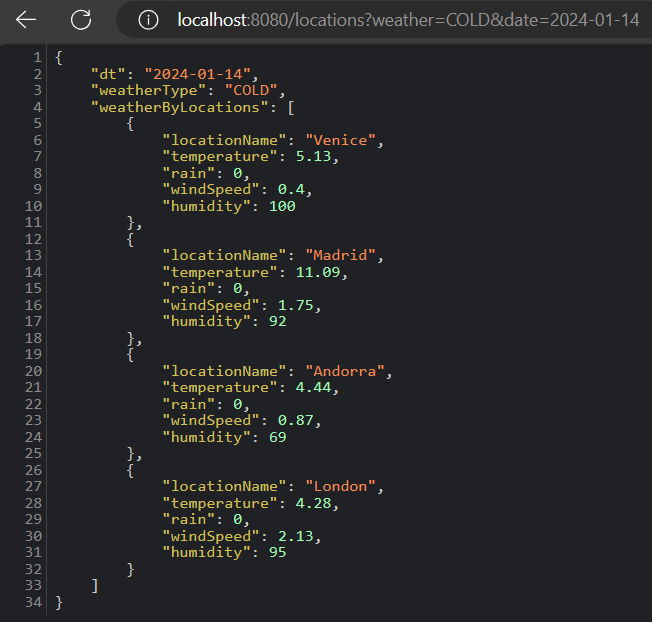 localhost:8080/locations?weather=COLD&date=2024-01-14
1 {
2     "dt": "2024-01-14",
3     "weatherType": "COLD",
4     "weatherByLocations": [
5         {
6             "locationName": "Venice",
7             "temperature": 5.13,
8             "rain": 0,
9             "windSpeed": 0.4,
10             "humidity": 100
11         },
12         {
13             "locationName": "Madrid",
14             "temperature": 11.09,
15             "rain": 0,
16             "windSpeed": 1.75,
17             "humidity": 92
18         },
19         {
20             "locationName": "Andorra",
21             "temperature": 4.44,
22             "rain": 0,
23             "windSpeed": 0.87,
24             "humidity": 69
25         },
26         {
27             "locationName": "London",
28             "temperature": 4.28,
29             "rain": 0,
30             "windSpeed": 2.13,
31             "humidity": 95
32         }
33     ]
34 }